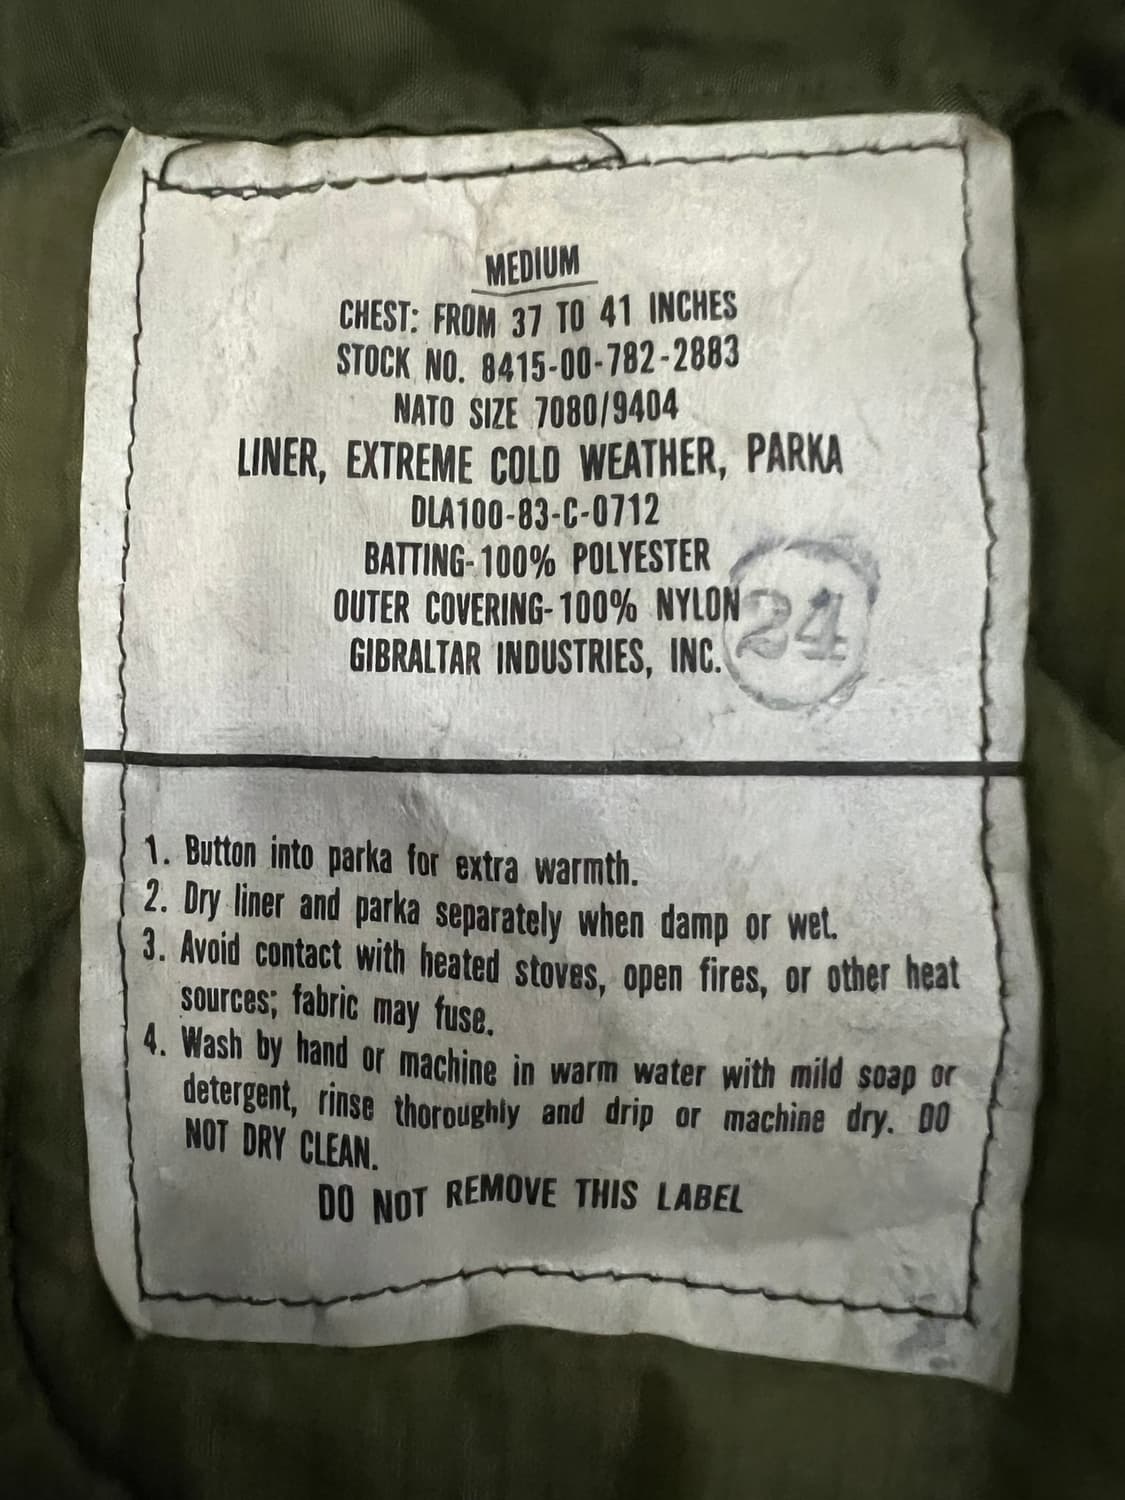 MEDIUM
CHEST: FROM 37 TO 41 INCHES
STOCK NO. 8415-00-782-2883
NATO SIZE 7080/9404
LINER, EXTREME COLD WEATHER, PARKA
DLA100-83-C-0712
BATTING-100% POLYESTER
OUTER COVERING-100% NYLON
GIBRALTAR INDUSTRIES, INC.
24
1. Button into parka for extra warmth.
2. Dry liner and parka separately when damp or wet.
3. Avoid contact with heated stoves, open fires, or other heat
sources; fabric may fuse.
4. Wash by hand or machine in warm water with mild soap or
detergent, rinse thoroughly and drip or machine dry. DO
NOT DRY CLEAN.
DO NOT REMOVE THIS LABEL